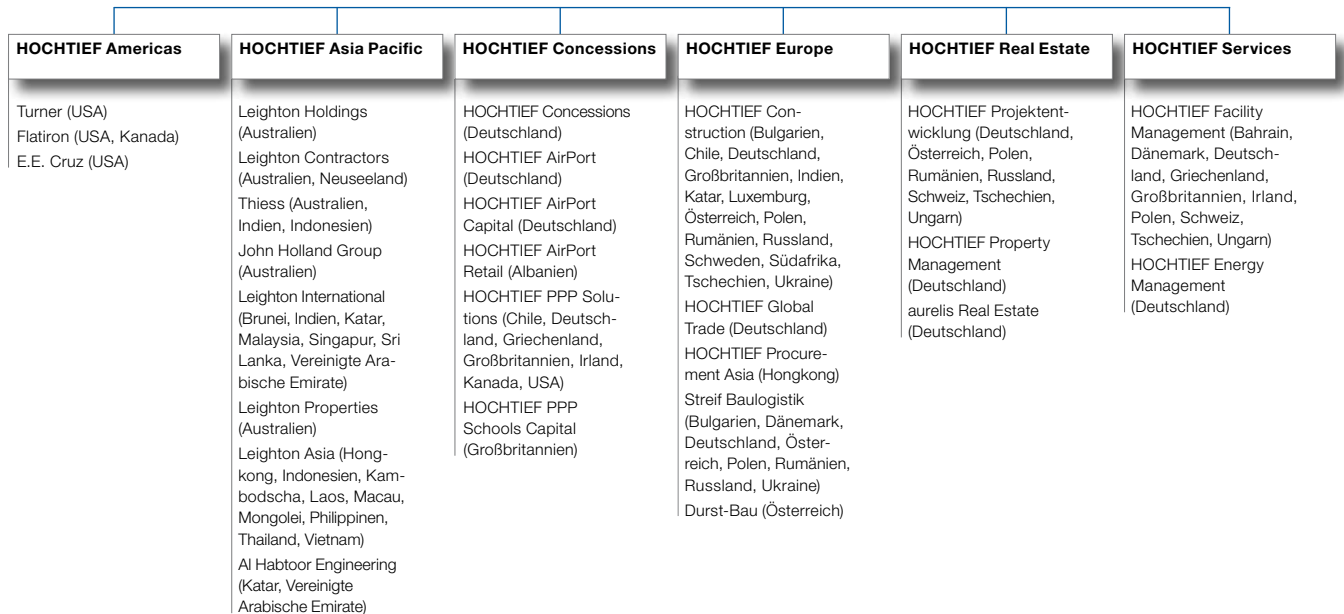 HOCHTIEF Americas
Turner (USA)
Flatiron (USA, Kanada)
E.E. Cruz (USA)
HOCHTIEF Asia Pacific
Leighton Holdings
(Australien)
Leighton Contractors
(Australien, Neuseeland)
Thiess (Australien,
Indien, Indonesien)
John Holland Group
(Australien)
Leighton International
(Brunei, Indien, Katar,
Malaysia, Singapur, Sri
Lanka, Vereinigte Ara-
bische Emirate)
Leighton Properties
(Australien)
Leighton Asia (Hong-
kong, Indonesien, Kam-
bodscha, Laos, Macau,
Mongolei, Philippinen,
Thailand, Vietnam)
Al Habtoor Engineering
(Katar, Vereinigte
Arabische Emirate)
HOCHTIEF Concessions
HOCHTIEF Concessions
(Deutschland)
HOCHTIEF AirPort
(Deutschland)
HOCHTIEF AirPort
Capital (Deutschland)
HOCHTIEF AirPort
Retail (Albanien)
HOCHTIEF PPP Solu-
tions (Chile, Deutsch-
land, Griechenland,
Großbritannien, Irland,
Kanada, USA)
HOCHTIEF PPP
Schools Capital
(Großbritannien)
HOCHTIEF Europe
HOCHTIEF Con-
struction (Bulgarien,
Chile, Deutschland,
Großbritannien, Indien,
Katar, Luxemburg,
Österreich, Polen,
Rumänien, Russland,
Schweden, Südafrika,
Tschechien, Ukraine)
HOCHTIEF Global
Trade (Deutschland)
HOCHTIEF Procure-
ment Asia (Hongkong)
Streif Baulogistik
(Bulgarien, Dänemark,
Deutschland, Öster-
reich, Polen, Rumänien,
Russland, Ukraine)
Durst-Bau (Österreich)
HOCHTIEF Real Estate
HOCHTIEF Projektent-
wicklung (Deutschland,
Österreich, Polen,
Rumänien, Russland,
Schweiz, Tschechien,
Ungarn)
HOCHTIEF Property
Management
(Deutschland)
aurelis Real Estate
(Deutschland)
HOCHTIEF Services
HOCHTIEF Facility
Management (Bahrain,
Dänemark, Deutsch-
land, Griechenland,
Großbritannien, Irland,
Polen, Schweiz,
Tschechien, Ungarn)
HOCHTIEF Energy
Management
(Deutschland)